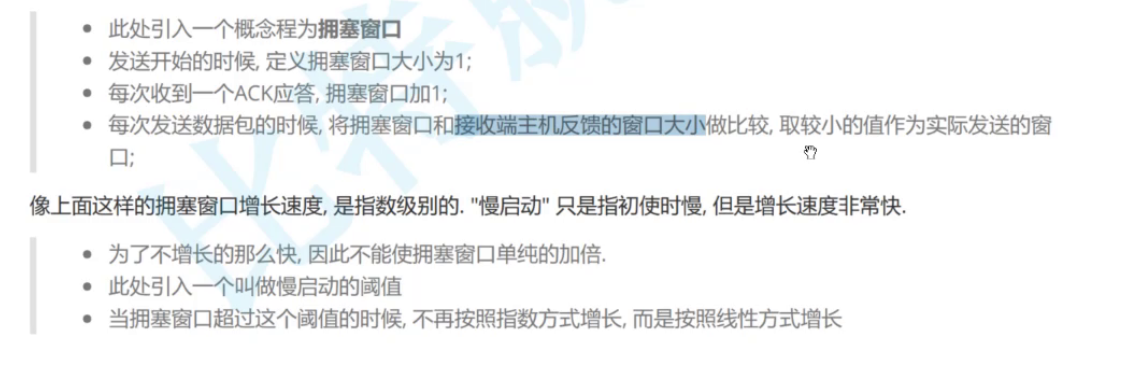 此处引入一个概念程为拥塞窗口
发送开始的时候, 定义拥塞窗口大小为1;
每次收到一个ACK应答, 拥塞窗口加1;
每次发送数据包的时候, 将拥塞窗口和接收端主机反馈的窗口大小做比较, 取较小的值作为实际发送的窗
口;
像上面这样的拥塞窗口增长速度, 是指数级别的. "慢启动" 只是指初使时慢, 但是增长速度非常快.
为了不增长的那么快, 因此不能使拥塞窗口单纯的加倍.
此处引入一个叫做慢启动的阈值
当拥塞窗口超过这个阈值的时候, 不再按照指数方式增长, 而是按照线性方式增长